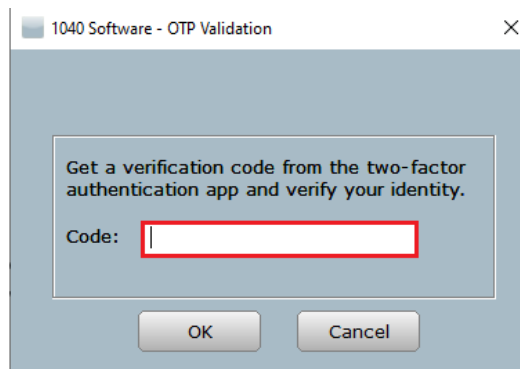 1040 Software - OTP Validation
Get a verification code from the two-factor
authentication app and verify your identity.
Code:
OK Cancel